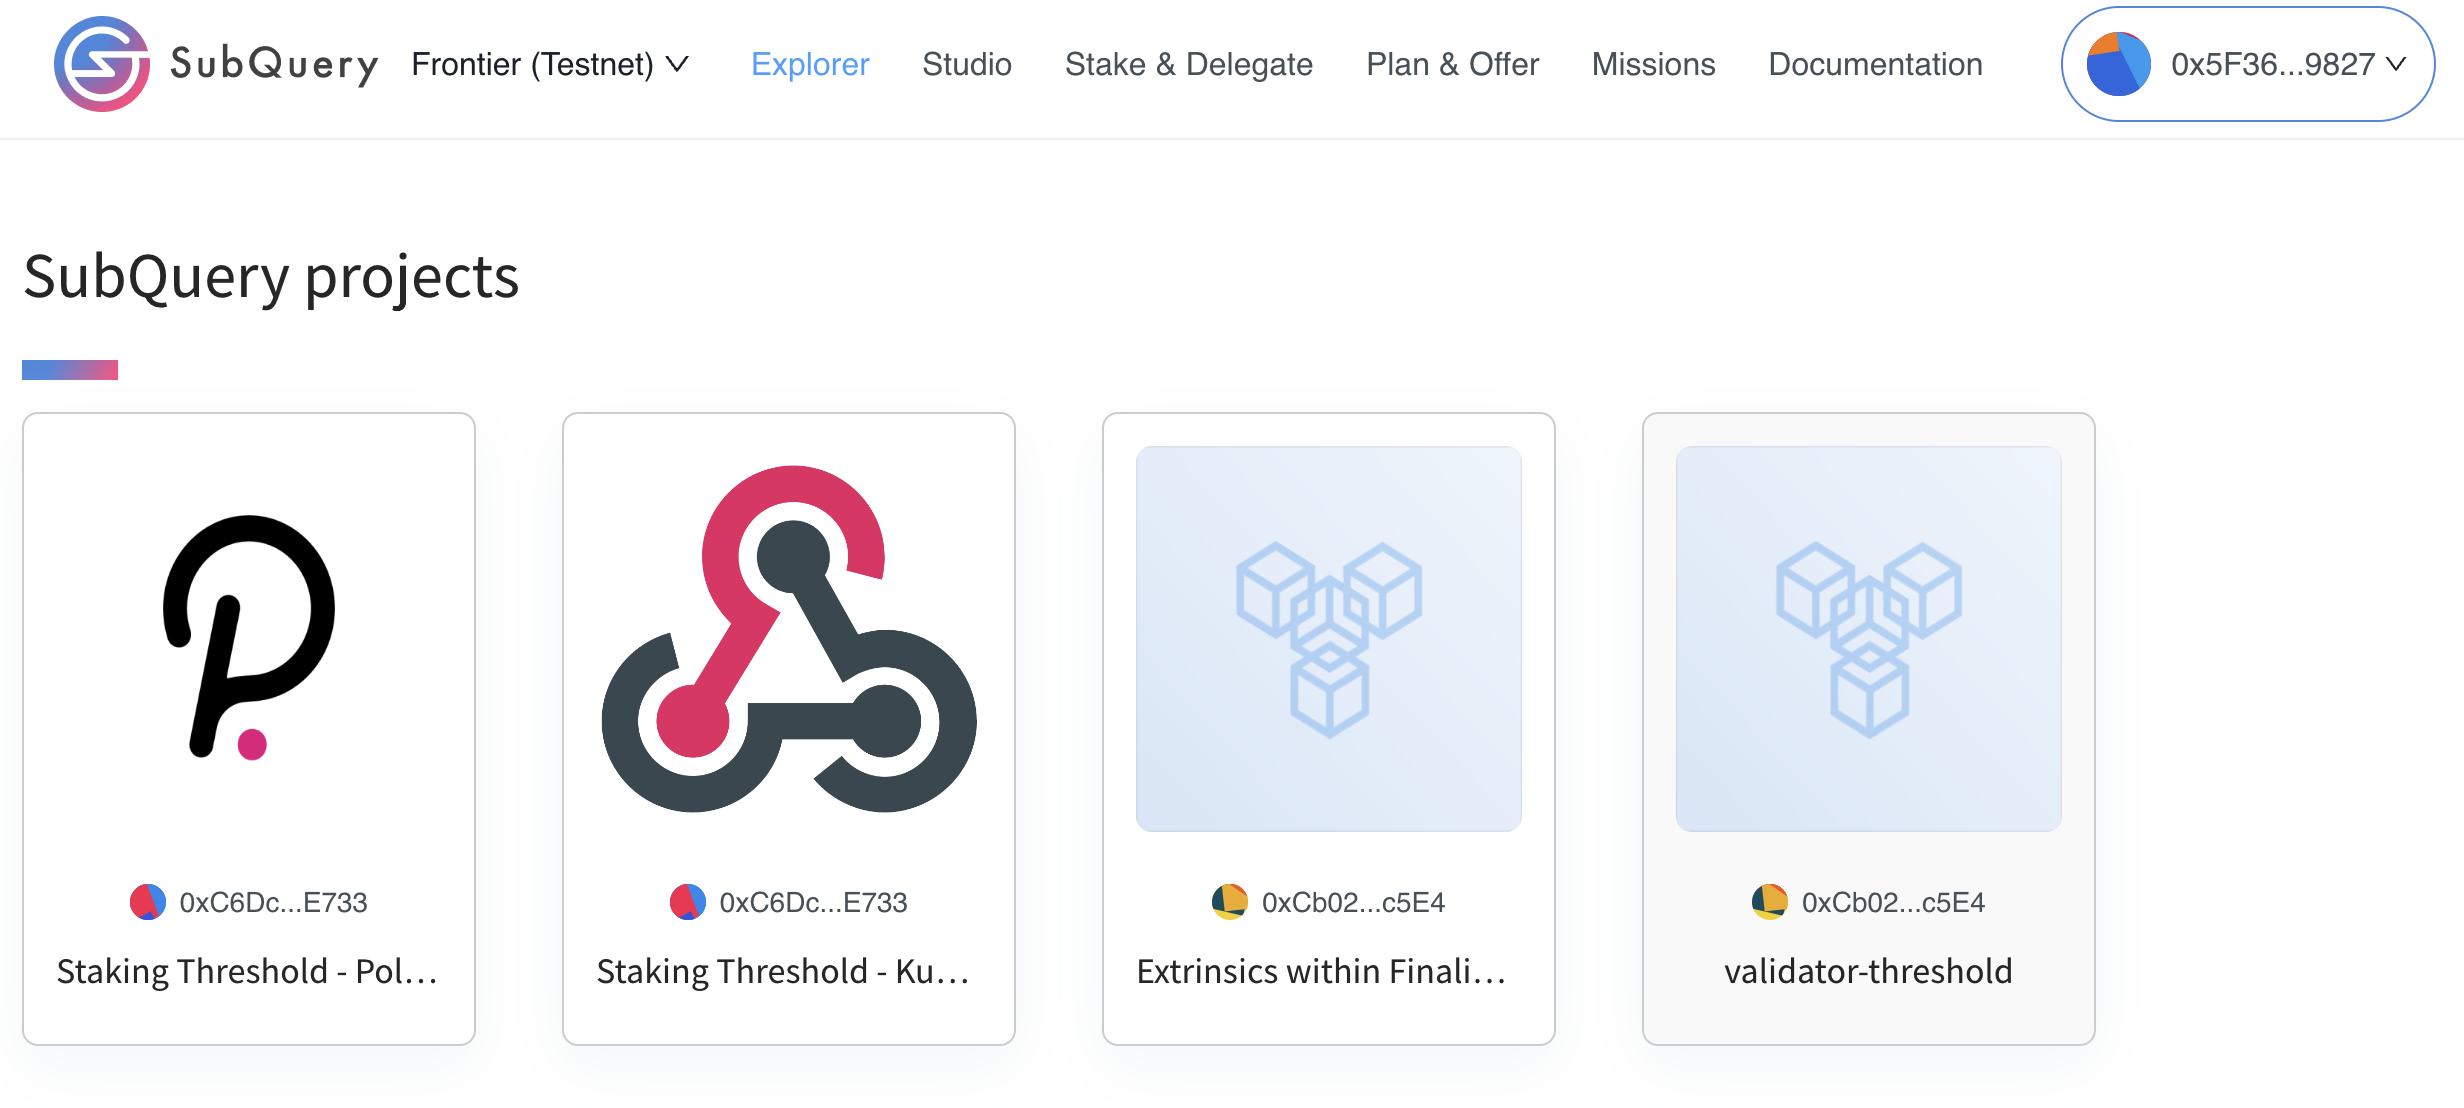 SubQuery Frontier (Testnet) Explorer Studio Stake & Delegate Plan & Offer Missions Documentation 0x5F36...9827
SubQuery projects
0xC6Dc...E733 0xC6Dc...E733 0xCb02...c5E4 0xCb02...c5E4
Staking Threshold - Pol... Staking Threshold - Ku... Extrinsics within Finali... validator-threshold